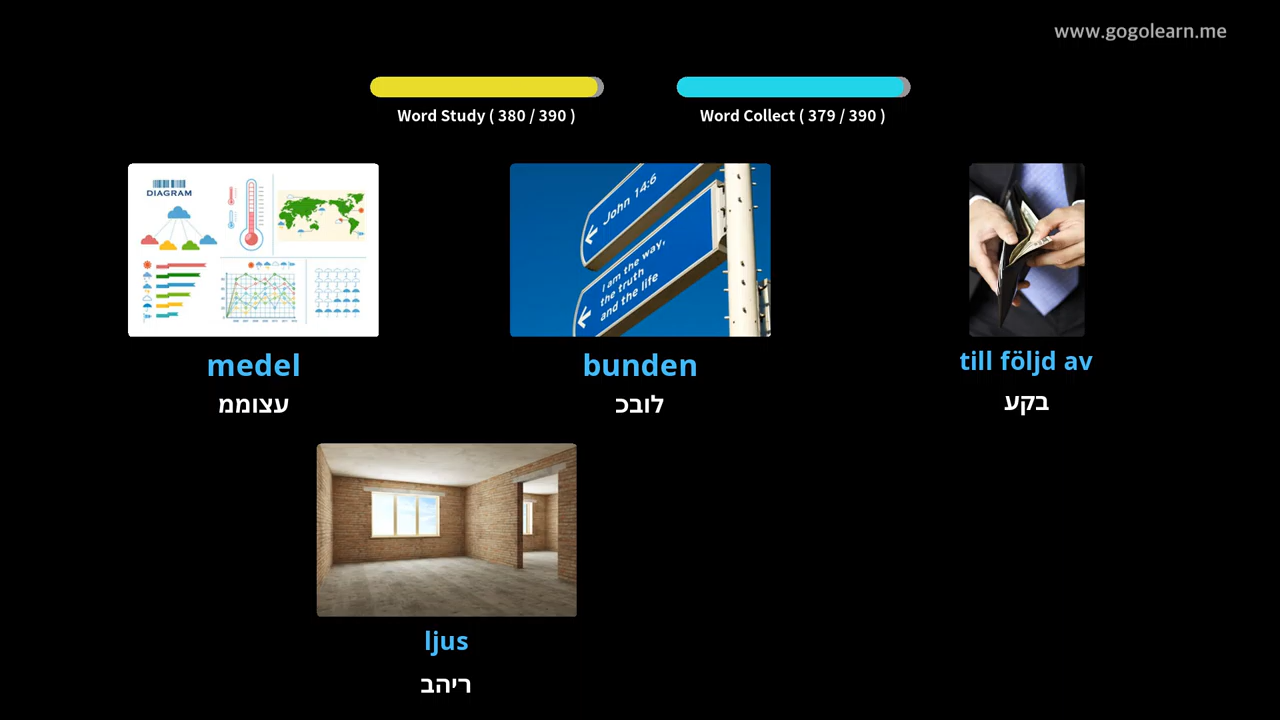 www.gogolearn.me
Word Study ( 380 / 390 )
Word Collect ( 379 / 390 )
DIAGRAM
John 14:6
I am the way,
the truth
and the life
medel
עצוממ
bunden
לובכ
till följd av
בקע
ljus
ריהב